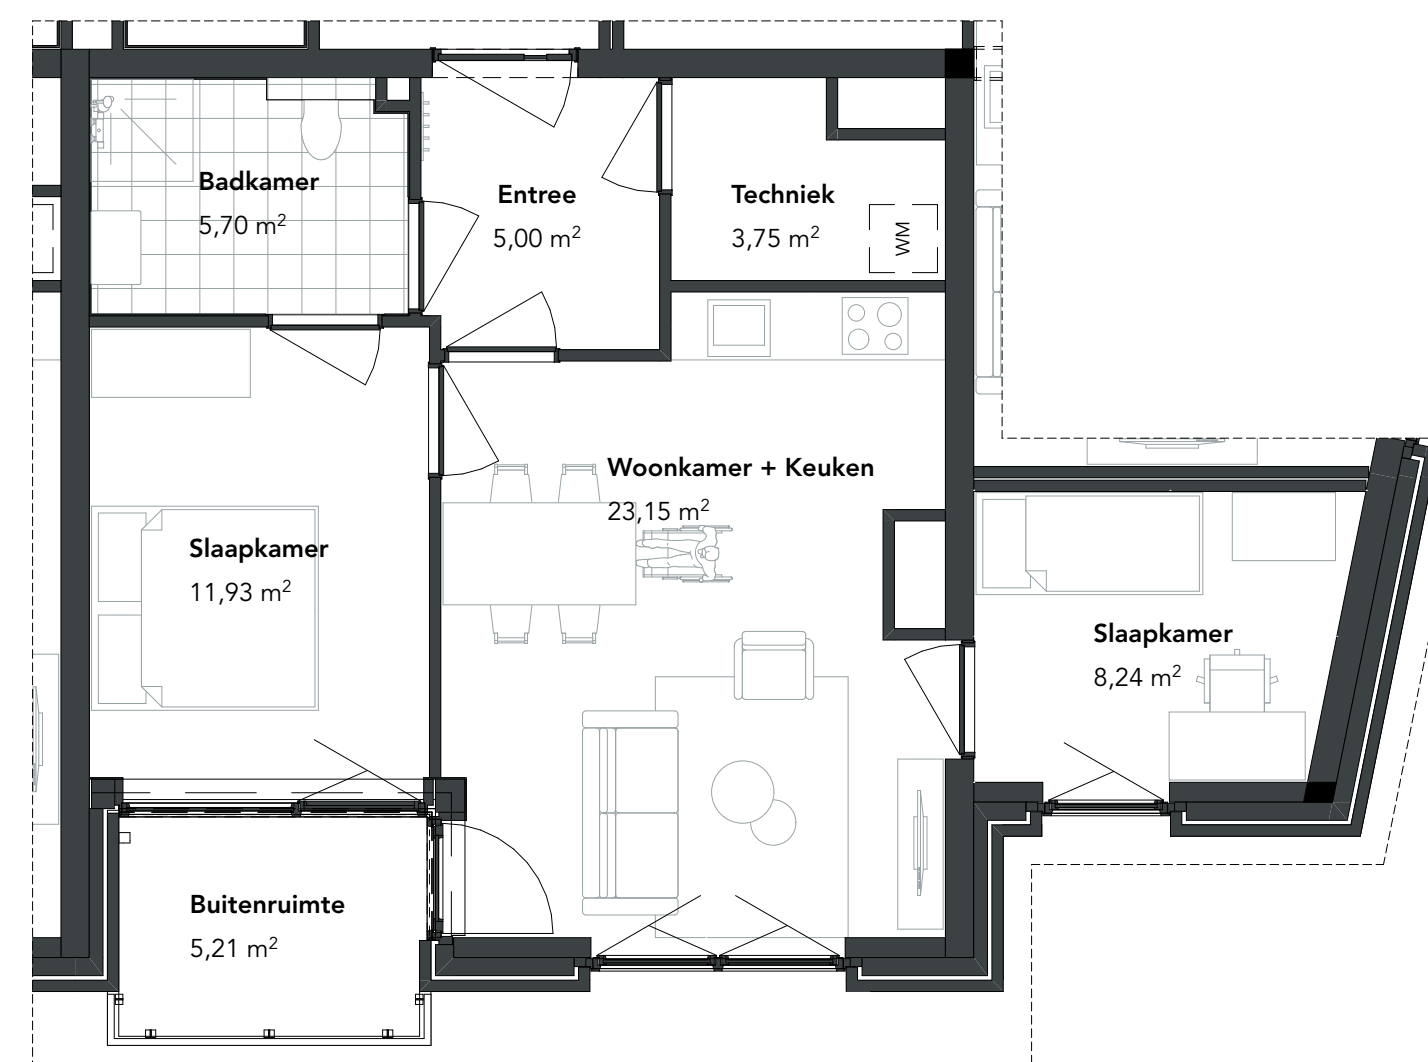 Badkamer
5,70 m²
Entree
5,00 m²
Techniek
3,75 m²
WM
Woonkamer + Keuken
23,15 m²
Slaapkamer
11,93 m²
Slaapkamer
8,24 m²
Buitenruimte
5,21 m²